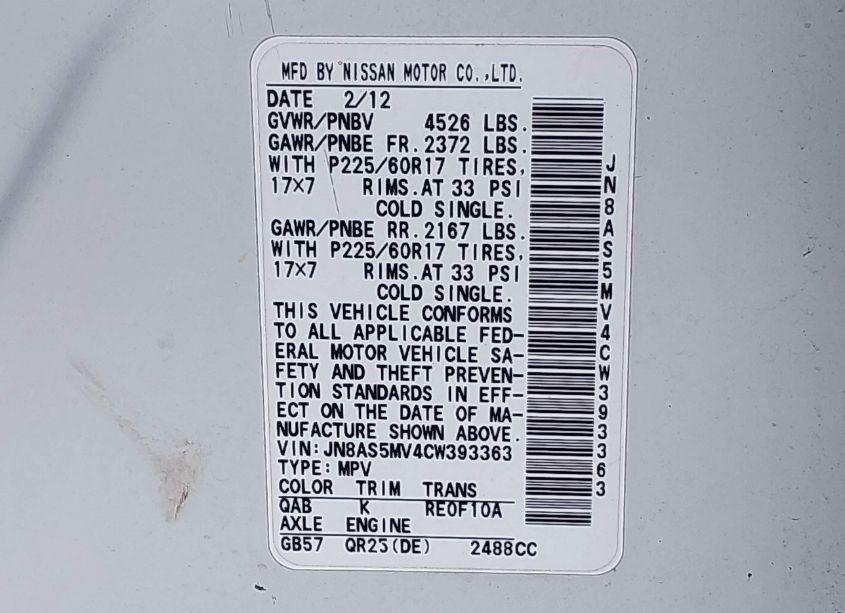 MFD BY NISSAN MOTOR CO.,LTD.
DATE 2/12
GVWR/PNBV 4526 LBS.
GAWR/PNBE FR. 2372 LBS.
WITH P225/60R17 TIRES,
17×7 RIMS.AT 33 PSI
COLD SINGLE.
GAWR/PNBE RR. 2167 LBS.
WITH P225/60R17 TIRES,
17×7 RIMS.AT 33 PSI
COLD SINGLE.
THIS VEHICLE CONFORMS
TO ALL APPLICABLE FED-
ERAL MOTOR VEHICLE SA-
FETY AND THEFT PREVEN-
TION STANDARDS IN EFF-
ECT ON THE DATE OF MA-
NUFACTURE SHOWN ABOVE.
VIN: JN8AS5MV4CW393363
TYPE: MPV
COLOR TRIM TRANS
QAB K RE0F10A
AXLE ENGINE
GB57 QR25(DE) 2488CC
JN8AS5MV4CW393363